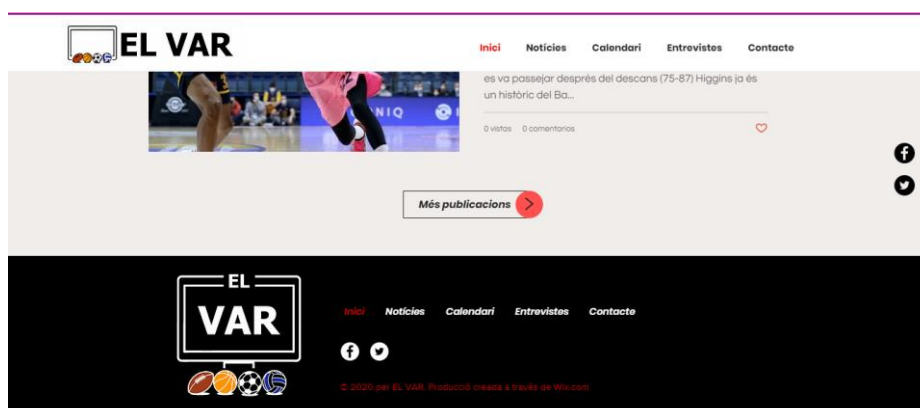 EL VAR
Inici Notícies Calendari Entrevistes Contacte
es va passejar després del descans (75-87) Higgins ja és
un històric del Ba...
NIQ
0 vistas 0 comentarios
Més publicacions
EL
VAR
Inici Notícies Calendari Entrevistes Contacte
© 2020 per EL VAR. Producció creada a través de Wix.com